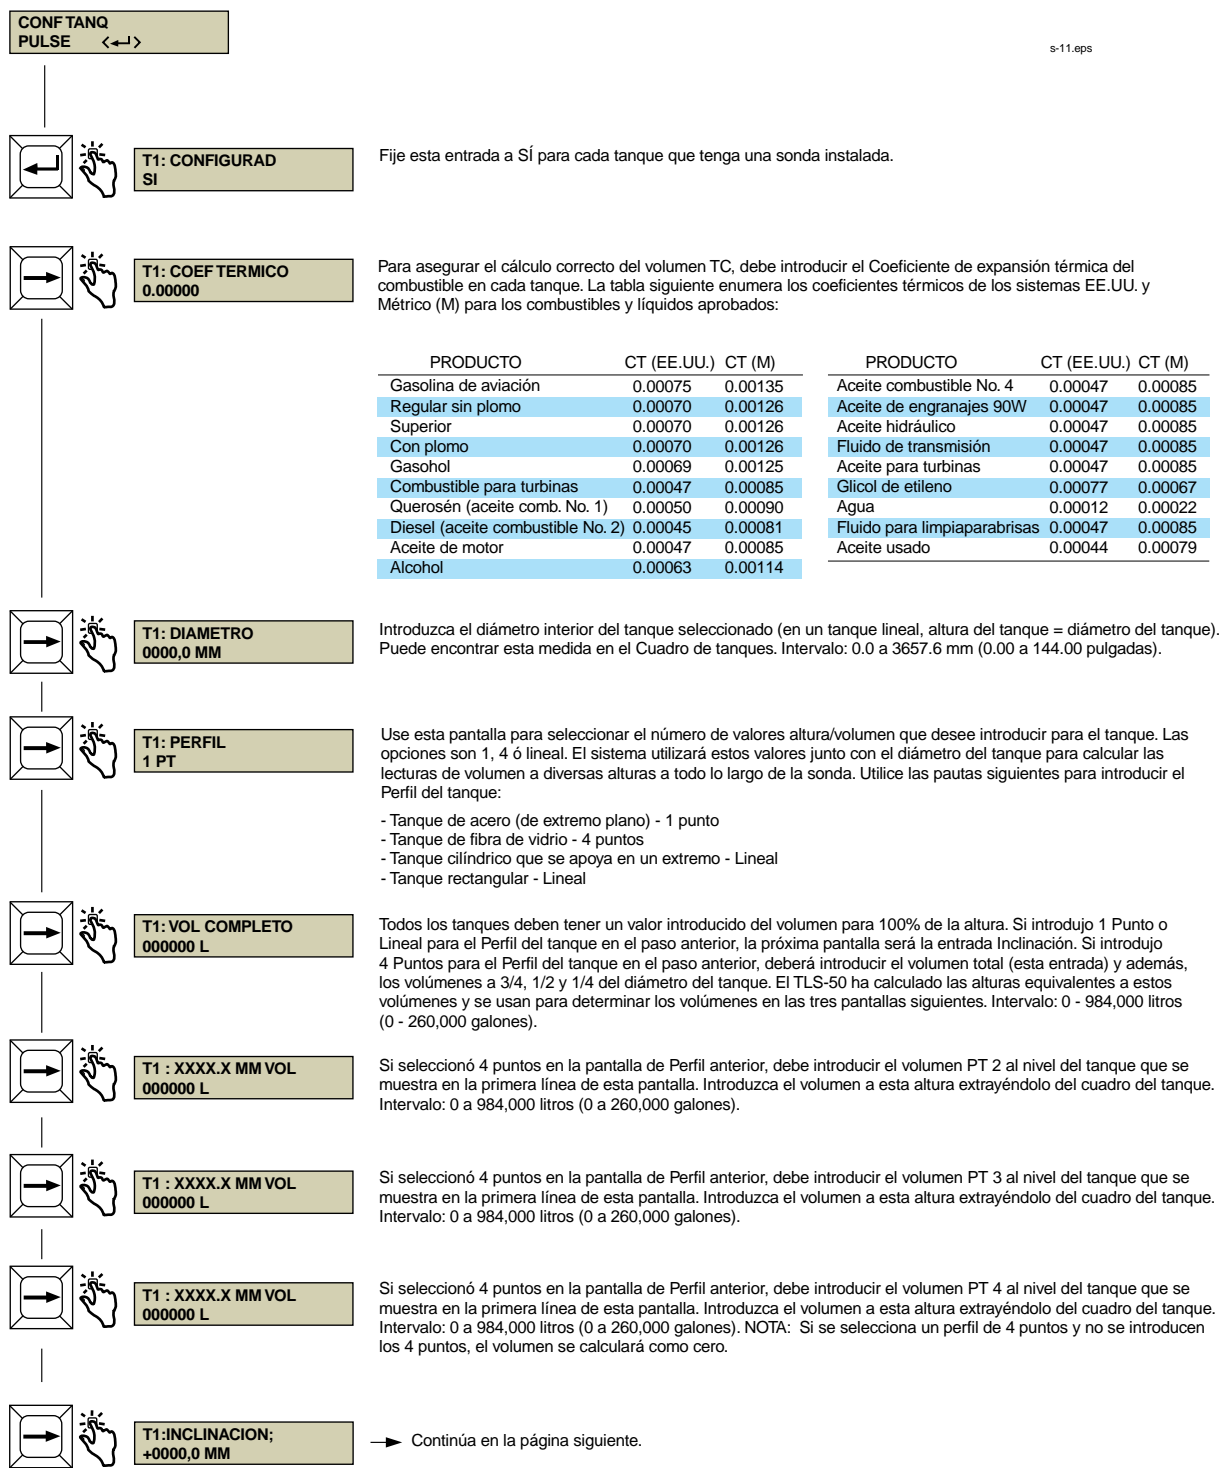 CONF TANQ
PULSE <↵>
s-11.eps
T1: CONFIGURAD
SI
Fije esta entrada a SÍ para cada tanque que tenga una sonda instalada.
T1: COEF TERMICO
0.00000
Para asegurar el cálculo correcto del volumen TC, debe introducir el Coeficiente de expansión térmica del
combustible en cada tanque. La tabla siguiente enumera los coeficientes térmicos de los sistemas EE.UU. y
Métrico (M) para los combustibles y líquidos aprobados:
PRODUCTO CT (EE.UU.) CT (M)
Gasolina de aviación 0.00075 0.00135
Regular sin plomo 0.00070 0.00126
Superior 0.00070 0.00126
Con plomo 0.00070 0.00126
Gasohol 0.00069 0.00125
Combustible para turbinas 0.00047 0.00085
Querosén (aceite comb. No. 1) 0.00050 0.00090
Diesel (aceite combustible No. 2) 0.00045 0.00081
Aceite de motor 0.00047 0.00085
Alcohol 0.00063 0.00114
PRODUCTO CT (EE.UU.) CT (M)
Aceite combustible No. 4 0.00047 0.00085
Aceite de engranajes 90W 0.00047 0.00085
Aceite hidráulico 0.00047 0.00085
Fluido de transmisión 0.00047 0.00085
Aceite para turbinas 0.00047 0.00085
Glicol de etileno 0.00077 0.00067
Agua 0.00012 0.00022
Fluido para limpiaparabrisas 0.00047 0.00085
Aceite usado 0.00044 0.00079
T1: DIAMETRO
0000,0 MM
Introduzca el diámetro interior del tanque seleccionado (en un tanque lineal, altura del tanque = diámetro del tanque).
Puede encontrar esta medida en el Cuadro de tanques. Intervalo: 0.0 a 3657.6 mm (0.00 a 144.00 pulgadas).
T1: PERFIL
1 PT
Use esta pantalla para seleccionar el número de valores altura/volumen que desee introducir para el tanque. Las
opciones son 1, 4 ó lineal. El sistema utilizará estos valores junto con el diámetro del tanque para calcular las
lecturas de volumen a diversas alturas a todo lo largo de la sonda. Utilice las pautas siguientes para introducir el
Perfil del tanque:
- Tanque de acero (de extremo plano) - 1 punto
- Tanque de fibra de vidrio - 4 puntos
- Tanque cilíndrico que se apoya en un extremo - Lineal
- Tanque rectangular - Lineal
T1: VOL COMPLETO
000000 L
Todos los tanques deben tener un valor introducido del volumen para 100% de la altura. Si introdujo 1 Punto o
Lineal para el Perfil del tanque en el paso anterior, la próxima pantalla será la entrada Inclinación. Si introdujo
4 Puntos para el Perfil del tanque en el paso anterior, deberá introducir el volumen total (esta entrada) y además,
los volúmenes a 3/4, 1/2 y 1/4 del diámetro del tanque. El TLS-50 ha calculado las alturas equivalentes a estos
volúmenes y se usan para determinar los volúmenes en las tres pantallas siguientes. Intervalo: 0 - 984,000 litros
(0 - 260,000 galones).
T1 : XXXX.X MM VOL
000000 L
Si seleccionó 4 puntos en la pantalla de Perfil anterior, debe introducir el volumen PT 2 al nivel del tanque que se
muestra en la primera línea de esta pantalla. Introduzca el volumen a esta altura extrayéndolo del cuadro del tanque.
Intervalo: 0 a 984,000 litros (0 a 260,000 galones).
T1 : XXXX.X MM VOL
000000 L
Si seleccionó 4 puntos en la pantalla de Perfil anterior, debe introducir el volumen PT 3 al nivel del tanque que se
muestra en la primera línea de esta pantalla. Introduzca el volumen a esta altura extrayéndolo del cuadro del tanque.
Intervalo: 0 a 984,000 litros (0 a 260,000 galones).
T1 : XXXX.X MM VOL
000000 L
Si seleccionó 4 puntos en la pantalla de Perfil anterior, debe introducir el volumen PT 4 al nivel del tanque que se
muestra en la primera línea de esta pantalla. Introduzca el volumen a esta altura extrayéndolo del cuadro del tanque.
Intervalo: 0 a 984,000 litros (0 a 260,000 galones). NOTA: Si se selecciona un perfil de 4 puntos y no se introducen
los 4 puntos, el volumen se calculará como cero.
T1:INCLINACION;
+0000,0 MM
Continúa en la página siguiente.